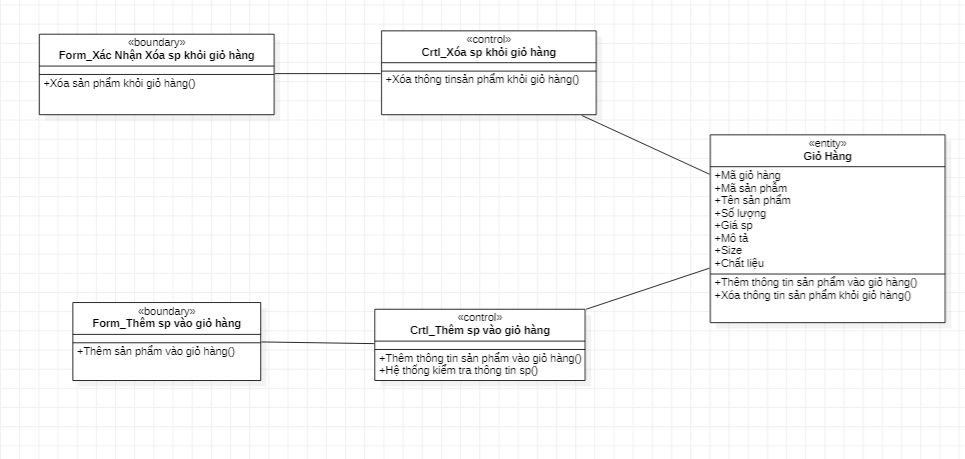 «boundary»
Form_Xác Nhận Xóa sp khỏi giỏ hàng
+Xóa sản phẩm khỏi giỏ hàng()
«control»
Crtl_Xóa sp khỏi giỏ hàng
+Xóa thông tinsản phẩm khỏi giỏ hàng()
«entity»
Giỏ Hàng
+Mã giỏ hàng
+Mã sản phẩm
+Tên sản phẩm
+Số lượng
+Giá sp
+Mô tả
+Size
+Chất liệu
+Thêm thông tin sản phẩm vào giỏ hàng()
+Xóa thông tin sản phẩm khỏi giỏ hàng()
«boundary»
Form_Thêm sp vào giỏ hàng
+Thêm sản phẩm vào giỏ hàng()
«control»
Crtl_Thêm sp vào giỏ hàng
+Thêm thông tin sản phẩm vào giỏ hàng()
+Hệ thống kiểm tra thông tin sp()